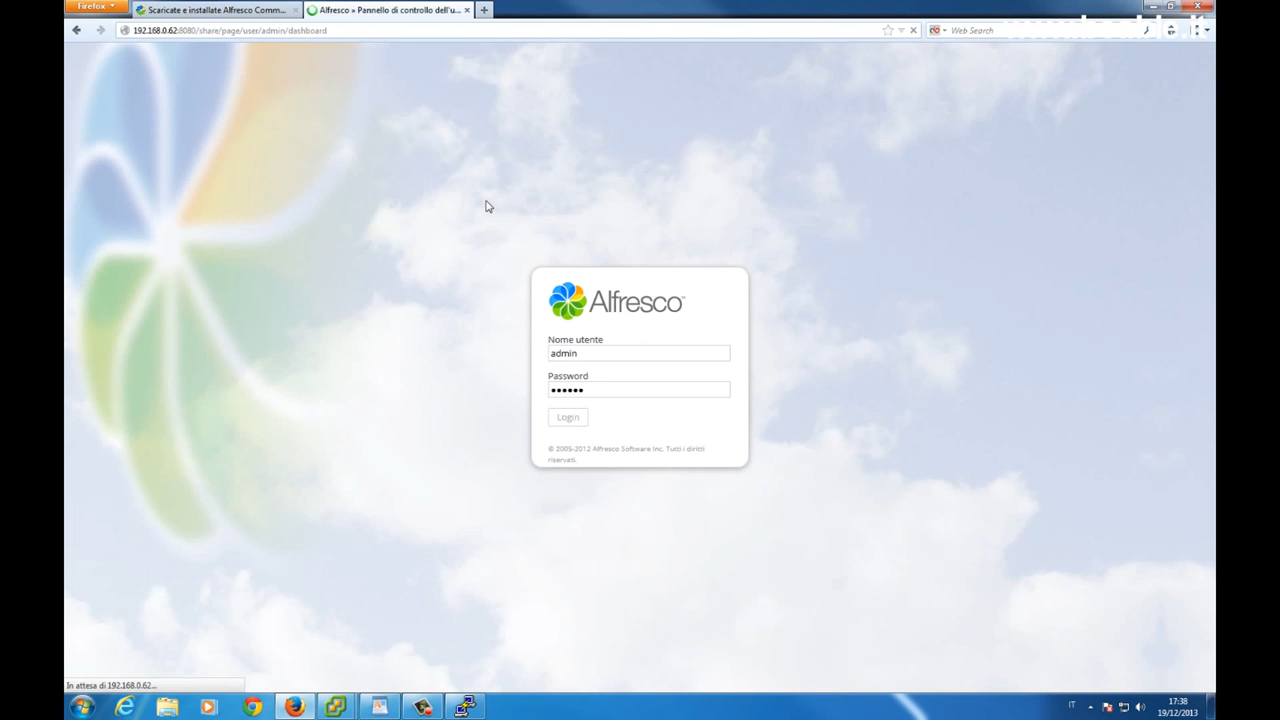 Firefox
Scaricate e installate Alfresco Comm...
Alfresco » Pannello di controllo dell'u...
192.168.0.62:8080/share/page/user/admin/dashboard
Web Search
Alfresco
Nome utente
admin
Password
Login
© 2005-2012 Alfresco Software Inc. Tutti i diritti
riservati.
In attesa di 192.168.0.62...
IT
17:38
19/12/2013